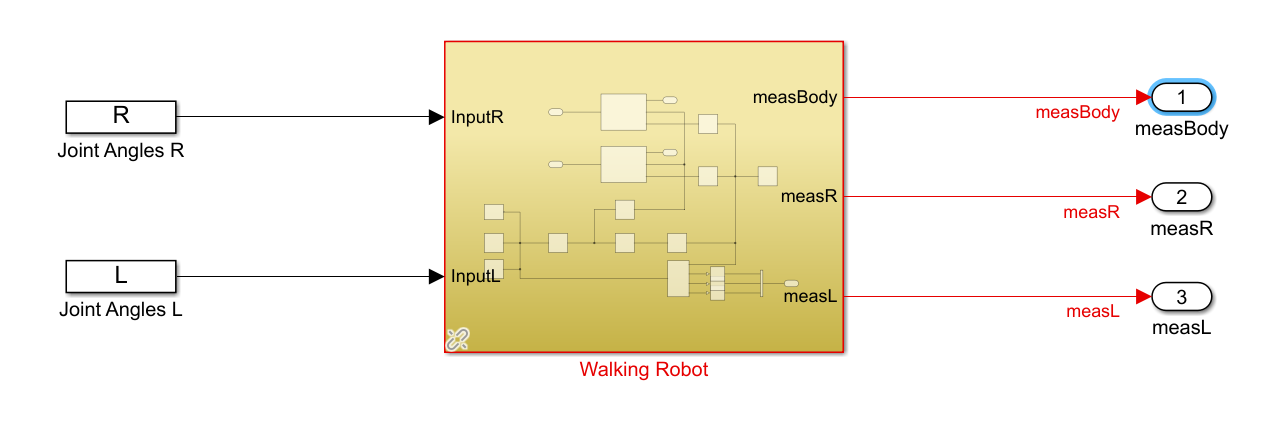 R
Joint Angles R
L
Joint Angles L
InputR
InputL
measBody
measR
measL
Walking Robot
measBody
measR
measL
1
measBody
2
measR
3
measL